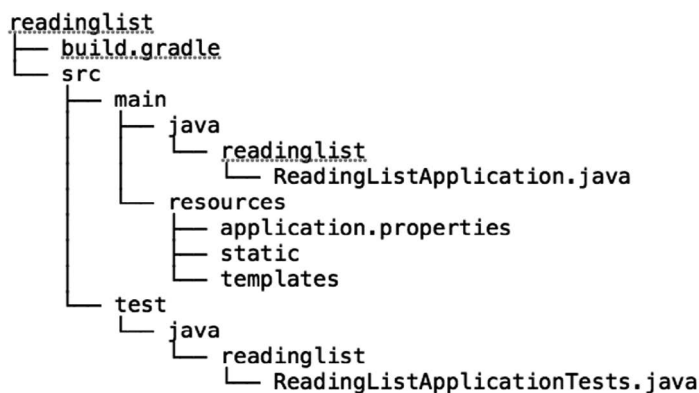 readinglist
├── build.gradle
└── src
    ├── main
    │   ├── java
    │   │   └── readinglist
    │   │       └── ReadingListApplication.java
    │   └── resources
    │       ├── application.properties
    │       ├── static
    │       └── templates
    └── test
        └── java
            └── readinglist
                └── ReadingListApplicationTests.java